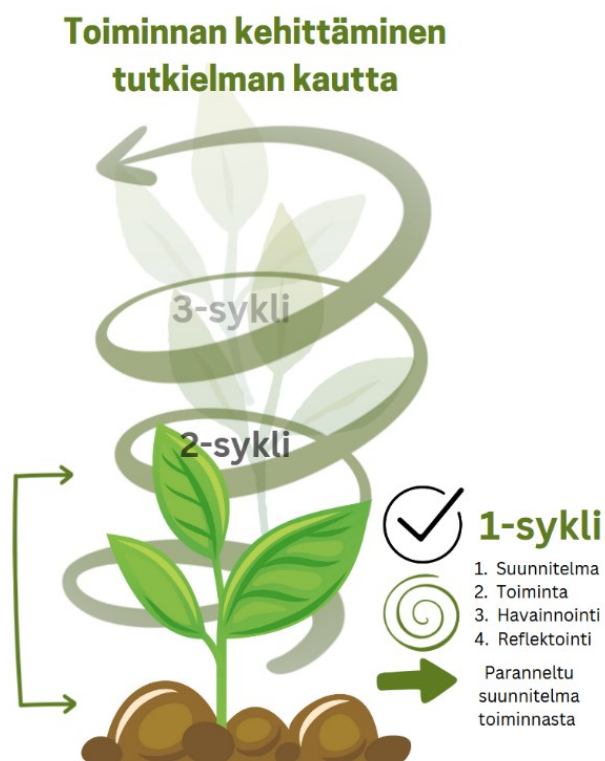 Toiminnan kehittäminen
tutkielman kautta
3-sykli
2-sykli
1-sykli
1. Suunnitelma
2. Toiminta
3. Havainnointi
4. Reflektointi
Paranneltu
suunnitelma
toiminnasta